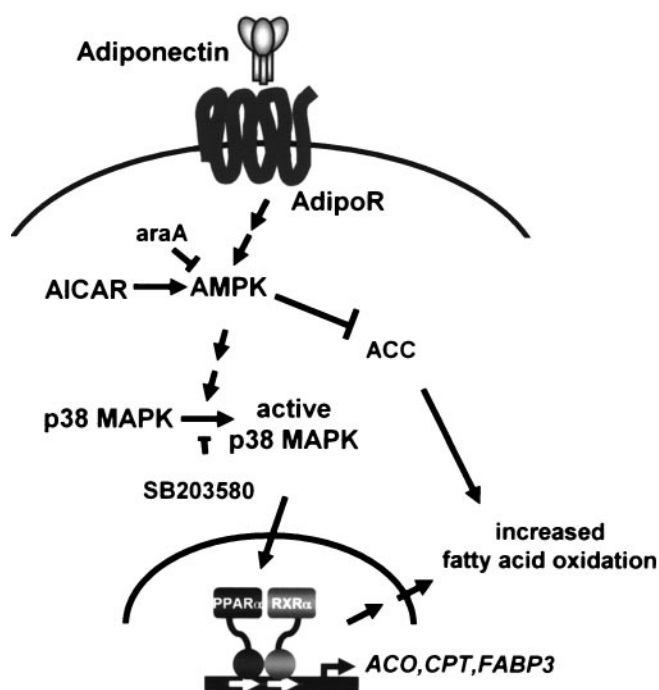 Adiponectin
AdipoR
araA
AICAR
AMPK
ACC
p38 MAPK
active
p38 MAPK
SB203580
increased
fatty acid oxidation
PPARα
RXRα
ACO,CPT,FABP3